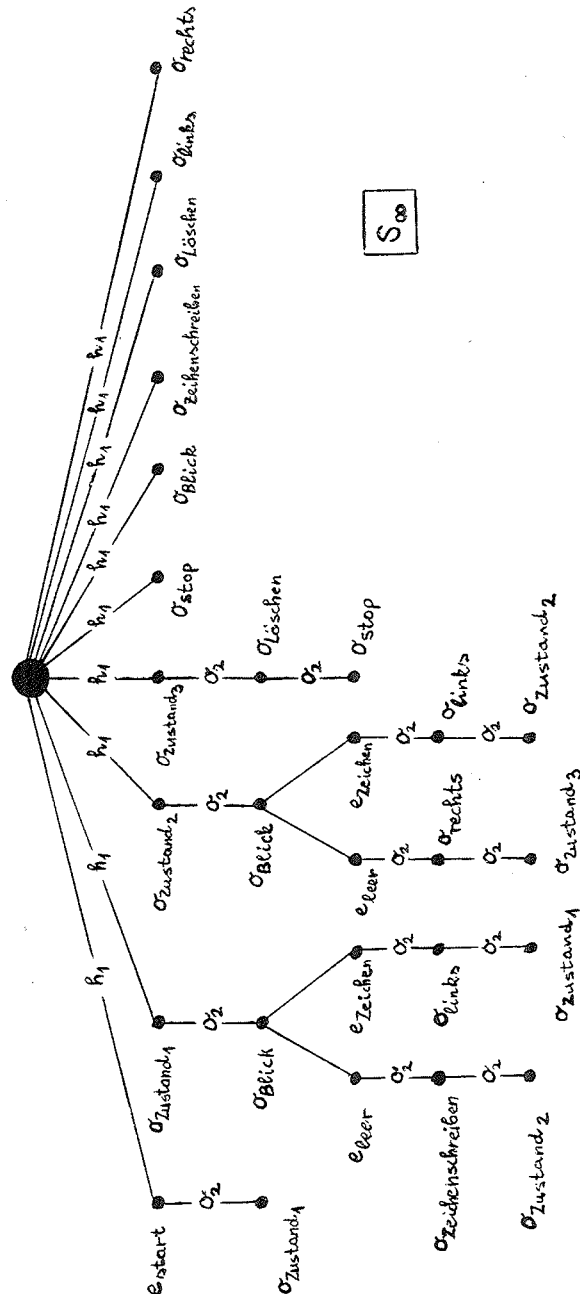 h₁ h₁ h₁ h₁ h₁ h₁ h₁ h₁ h₁ h₁
e_start σ_Zustand₁ σ_Zustand₂ σ_Zustand₃ σ_stop σ_Blick σ_Zeihenschreiben σ_Löschen σ_links σ_rechts
σ₂ σ₂ σ₂ σ₂
σ_Zustand₁ σ_Blick σ_Blick σ_Löschen
σ₂
e_leer e_Zeichen e_leer e_Zeichen σ_stop
S∞
σ₂ σ₂ σ₂ σ₂
σ_Zeichenschreiben σ_links σ_rechts σ_links
σ₂ σ₂ σ₂ σ₂
σ_Zustand₂ σ_Zustand₁ σ_Zustand₃ σ_Zustand₂